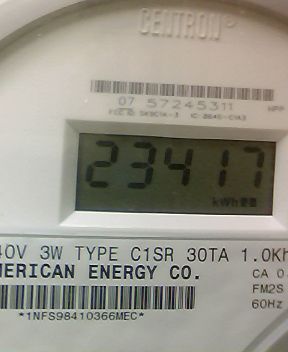 CENTRON
07 57245311
23417
kWh
40V 3W TYPE C1SR 30TA 1.0Kh
MERICAN ENERGY CO.
CA 0.
FM2S
60Hz
*1NFS98410366MEC*